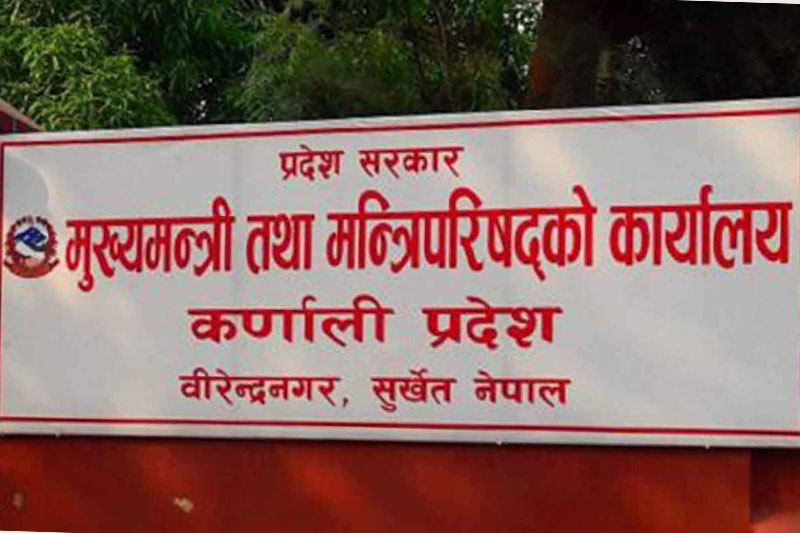 प्रदेश सरकार
मुख्यमन्त्री तथा मन्त्रिपरिषद्को कार्यालय
कर्णाली प्रदेश
वीरेन्द्रनगर, सुर्खेत नेपाल